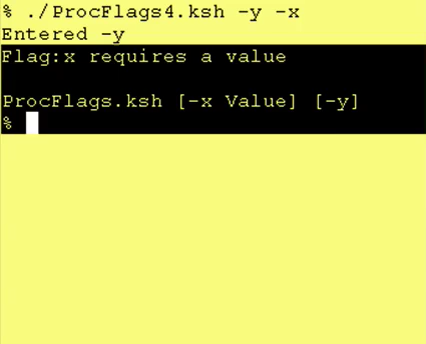 % ./ProcFlags4.ksh -y -x
Entered -y
Flag:x requires a value
ProcFlags.ksh [-x Value] [-y]
%